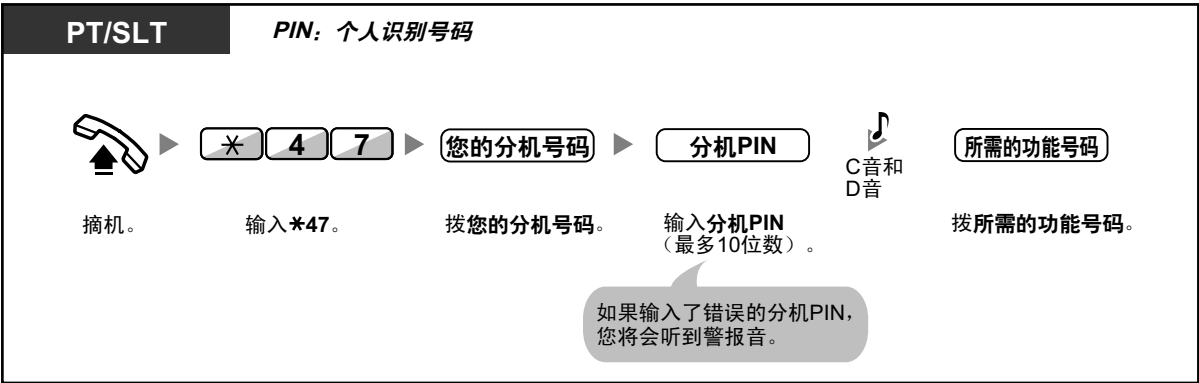 PT/SLT
PIN：个人识别号码
✳ 4 7
您的分机号码
分机PIN
C音和
D音
所需的功能号码
摘机。
输入✳47。
拨您的分机号码。
输入分机PIN
（最多10位数）。
拨所需的功能号码。
如果输入了错误的分机PIN，
您将会听到警报音。